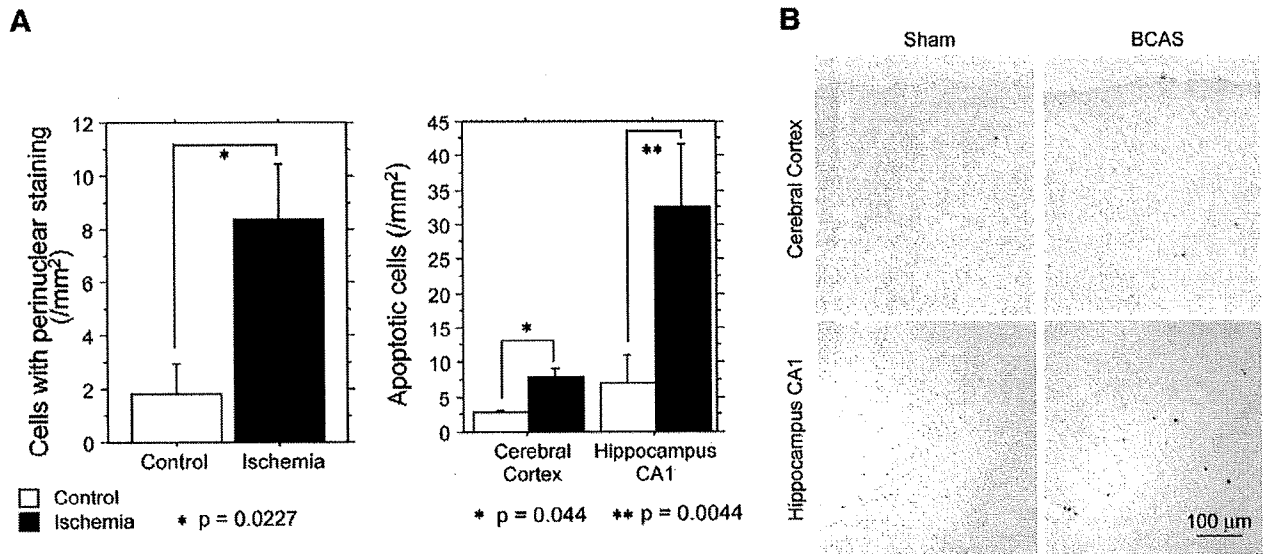 A
Cells with perinuclear staining
(/mm²)
12
10
8
6
4
2
0
*
Control
Ischemia
Control
Ischemia
* p = 0.0227
Apoptotic cells (/mm²)
45
40
35
30
25
20
15
10
5
0
*
**
Cerebral
Cortex
Hippocampus
CA1
* p = 0.044
** p = 0.0044
B
Sham
BCAS
Cerebral Cortex
Hippocampus CA1
100 µm